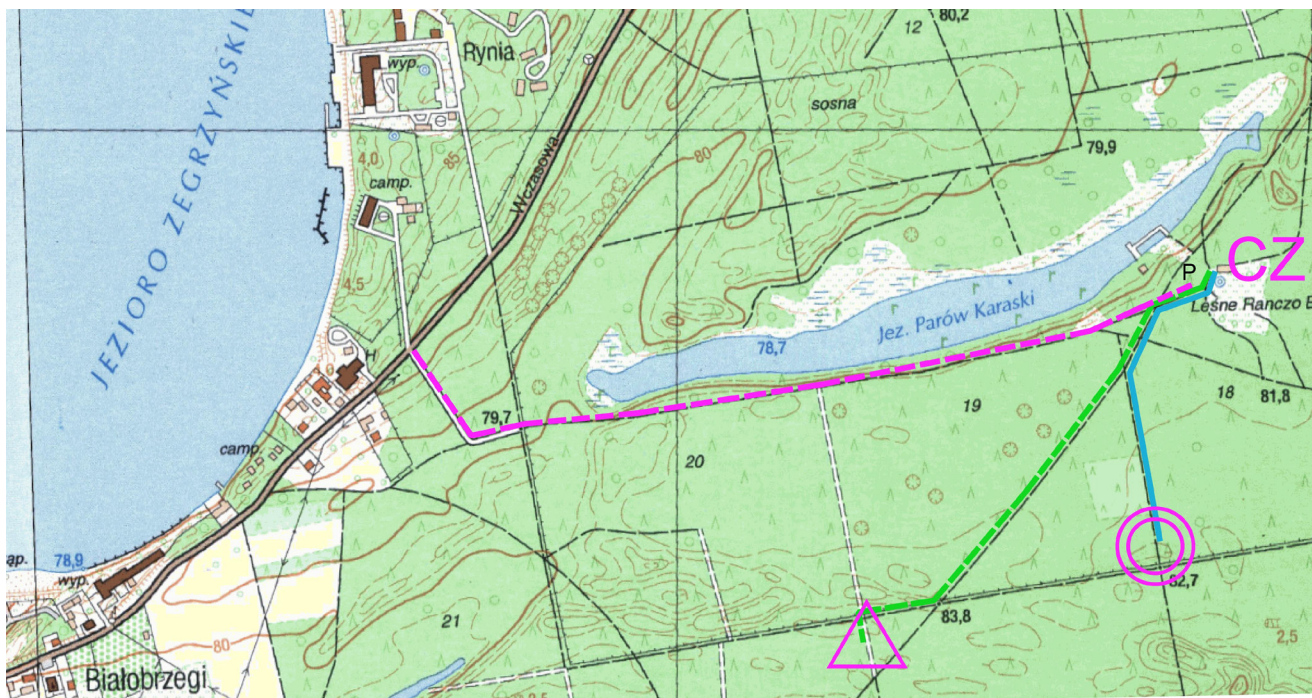 12
80,2
Rynia
wyp.
JEZIORO ZEGRZYŃSKIE
sosna
Wczasowa
80
79,9
4,0
85
camp.
4,5
CZ
P
Leśne Ranczo B
Jez. Parów Karaski
78,7
H
79,7
19
18
81,8
camp.
20
78,9
ąp.
wyp.
82,7
83,8
21
2,5
80
Białobrzegi